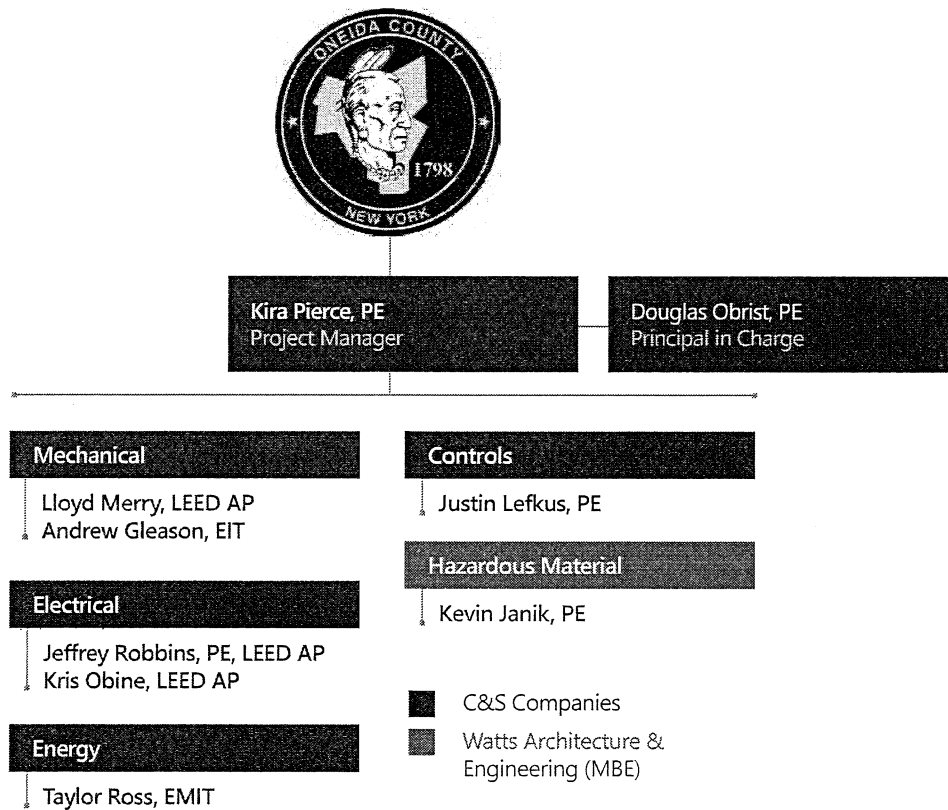 ONEIDA COUNTY
1798
NEW YORK
Kira Pierce, PE
Project Manager
Douglas Obrist, PE
Principal in Charge
Mechanical
Lloyd Merry, LEED AP
Andrew Gleason, EIT
Electrical
Jeffrey Robbins, PE, LEED AP
Kris Obine, LEED AP
Energy
Taylor Ross, EMIT
Controls
Justin Lefkus, PE
Hazardous Material
Kevin Janik, PE
C&S Companies
Watts Architecture &
Engineering (MBE)